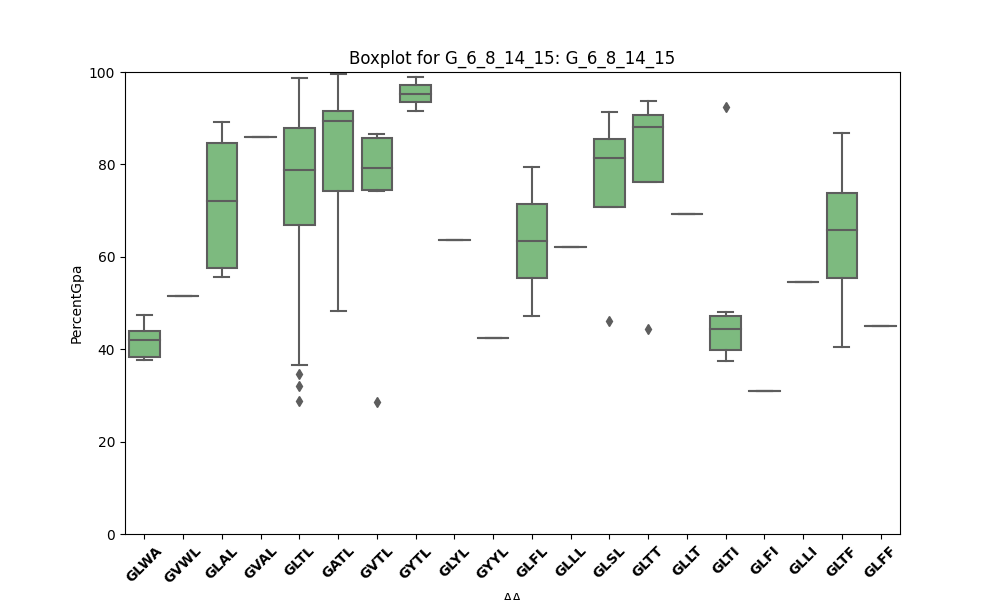 Boxplot for G_6_8_14_15: G_6_8_14_15
100
80
60
40
20
0
PercentGpa
GLWA
GVWL
GLAL
GVAL
GLTL
GATL
GVTL
GYTL
GLYL
GYYL
GLFL
GLLL
GLSL
GLTT
GLLT
GLTI
GLFI
GLLI
GLTF
GLFF
AA